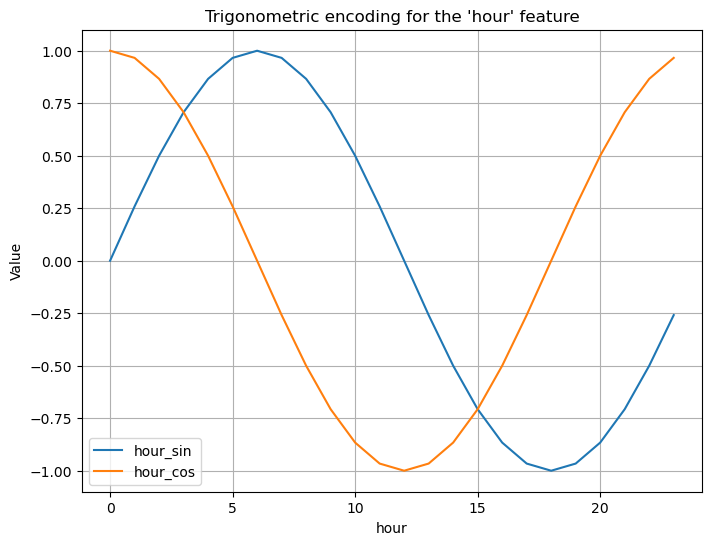 Trigonometric encoding for the 'hour' feature
1.00
0.75
0.50
0.25
0.00
−0.25
−0.50
−0.75
−1.00
Value
hour_sin
hour_cos
0 5 10 15 20
hour